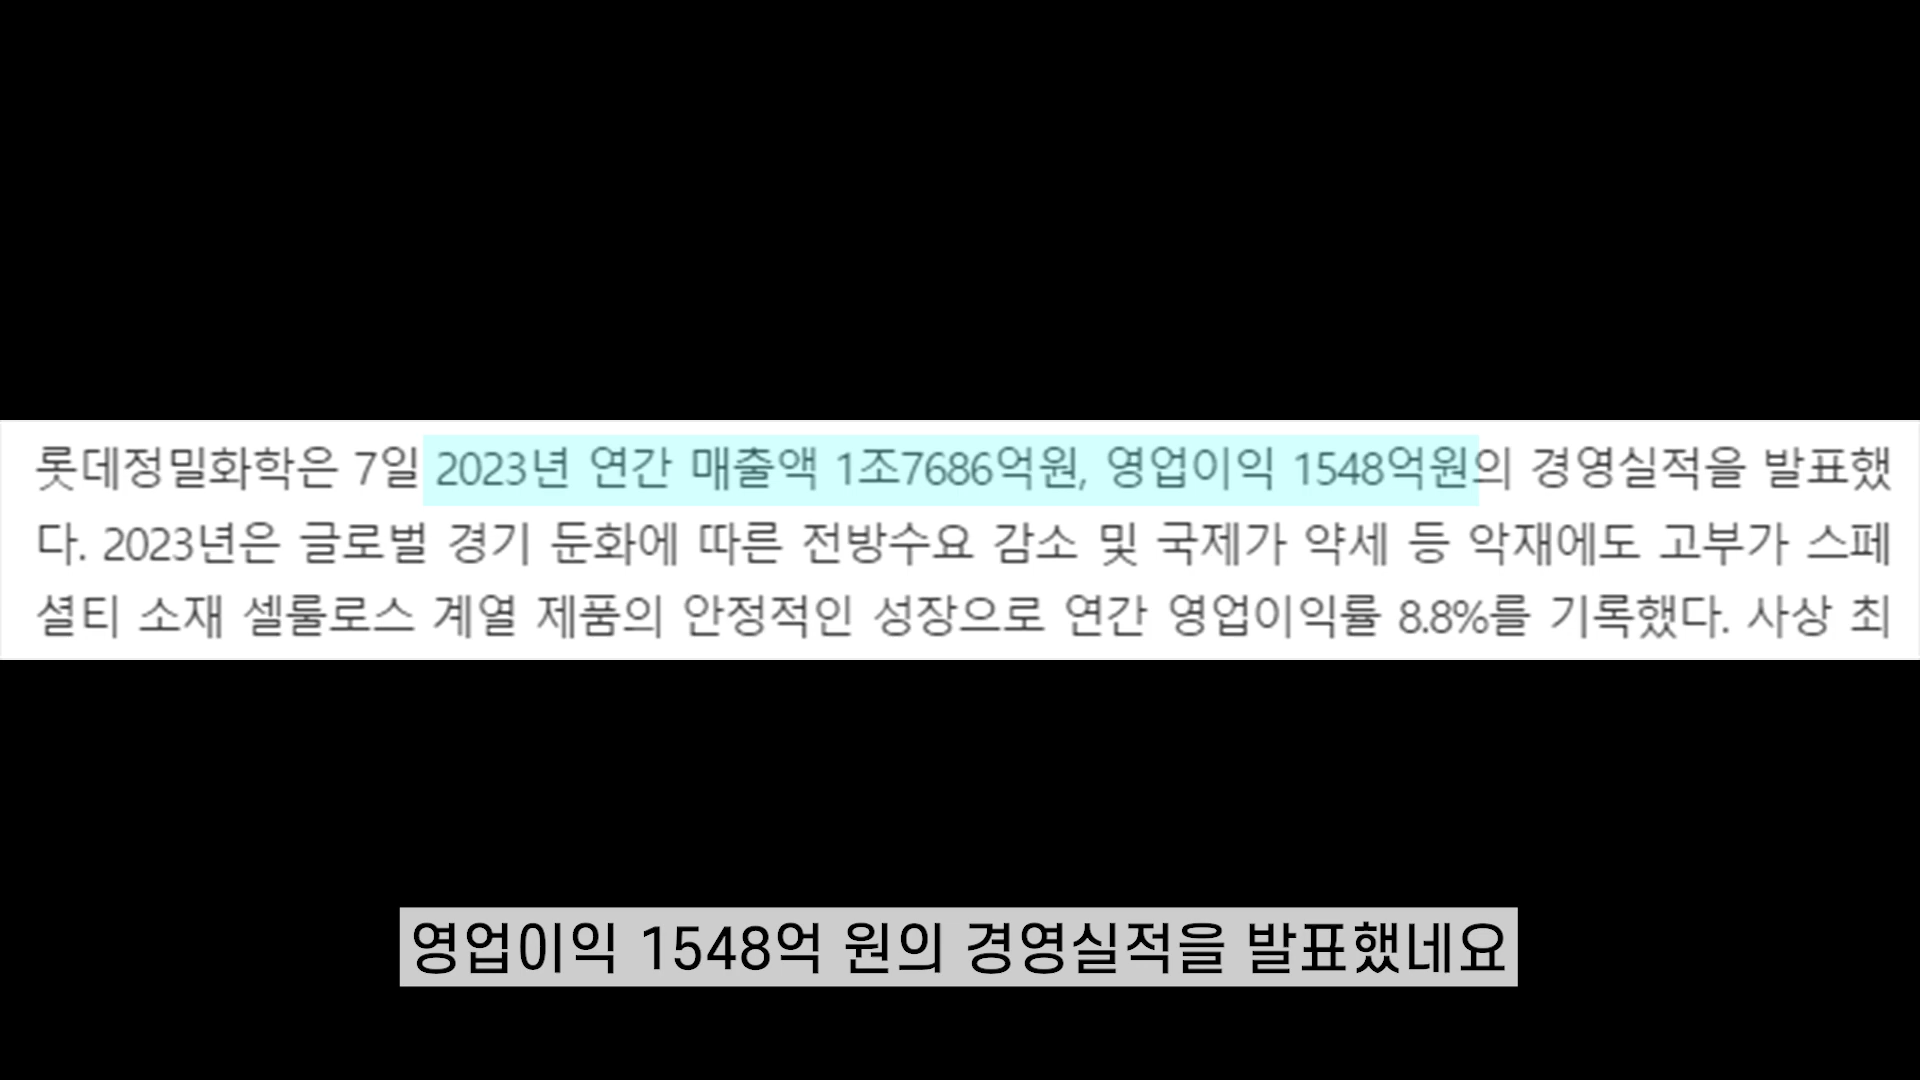 롯데정밀화학은 7일 2023년 연간 매출액 1조7686억원, 영업이익 1548억원의 경영실적을 발표했
다. 2023년은 글로벌 경기 둔화에 따른 전방수요 감소 및 국제가 약세 등 악재에도 고부가 스페
셜티 소재 셀룰로스 계열 제품의 안정적인 성장으로 연간 영업이익률 8.8%를 기록했다. 사상 최
영업이익 1548억 원의 경영실적을 발표했네요